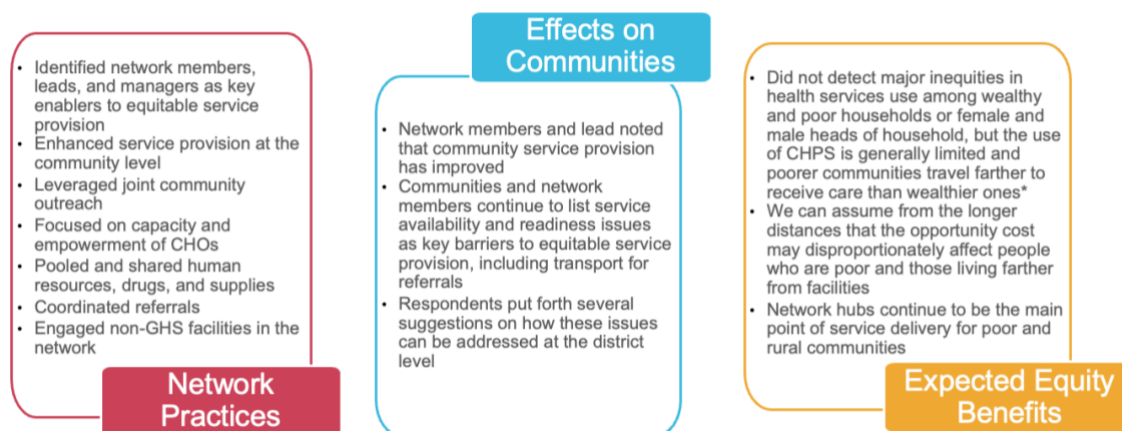 • Identified network members,
leads, and managers as key
enablers to equitable service
provision
• Enhanced service provision at the
community level
• Leveraged joint community
outreach
• Focused on capacity and
empowerment of CHOs
• Pooled and shared human
resources, drugs, and supplies
• Coordinated referrals
• Engaged non-GHS facilities in the
network
Network
Practices
Effects on
Communities
• Network members and lead noted
that community service provision
has improved
• Communities and network
members continue to list service
availability and readiness issues
as key barriers to equitable service
provision, including transport for
referrals
• Respondents put forth several
suggestions on how these issues
can be addressed at the district
level
• Did not detect major inequities in
health services use among wealthy
and poor households or female and
male heads of household, but the use
of CHPS is generally limited and
poorer communities travel farther to
receive care than wealthier ones*
• We can assume from the longer
distances that the opportunity cost
may disproportionately affect people
who are poor and those living farther
from facilities
• Network hubs continue to be the main
point of service delivery for poor and
rural communities
Expected Equity
Benefits